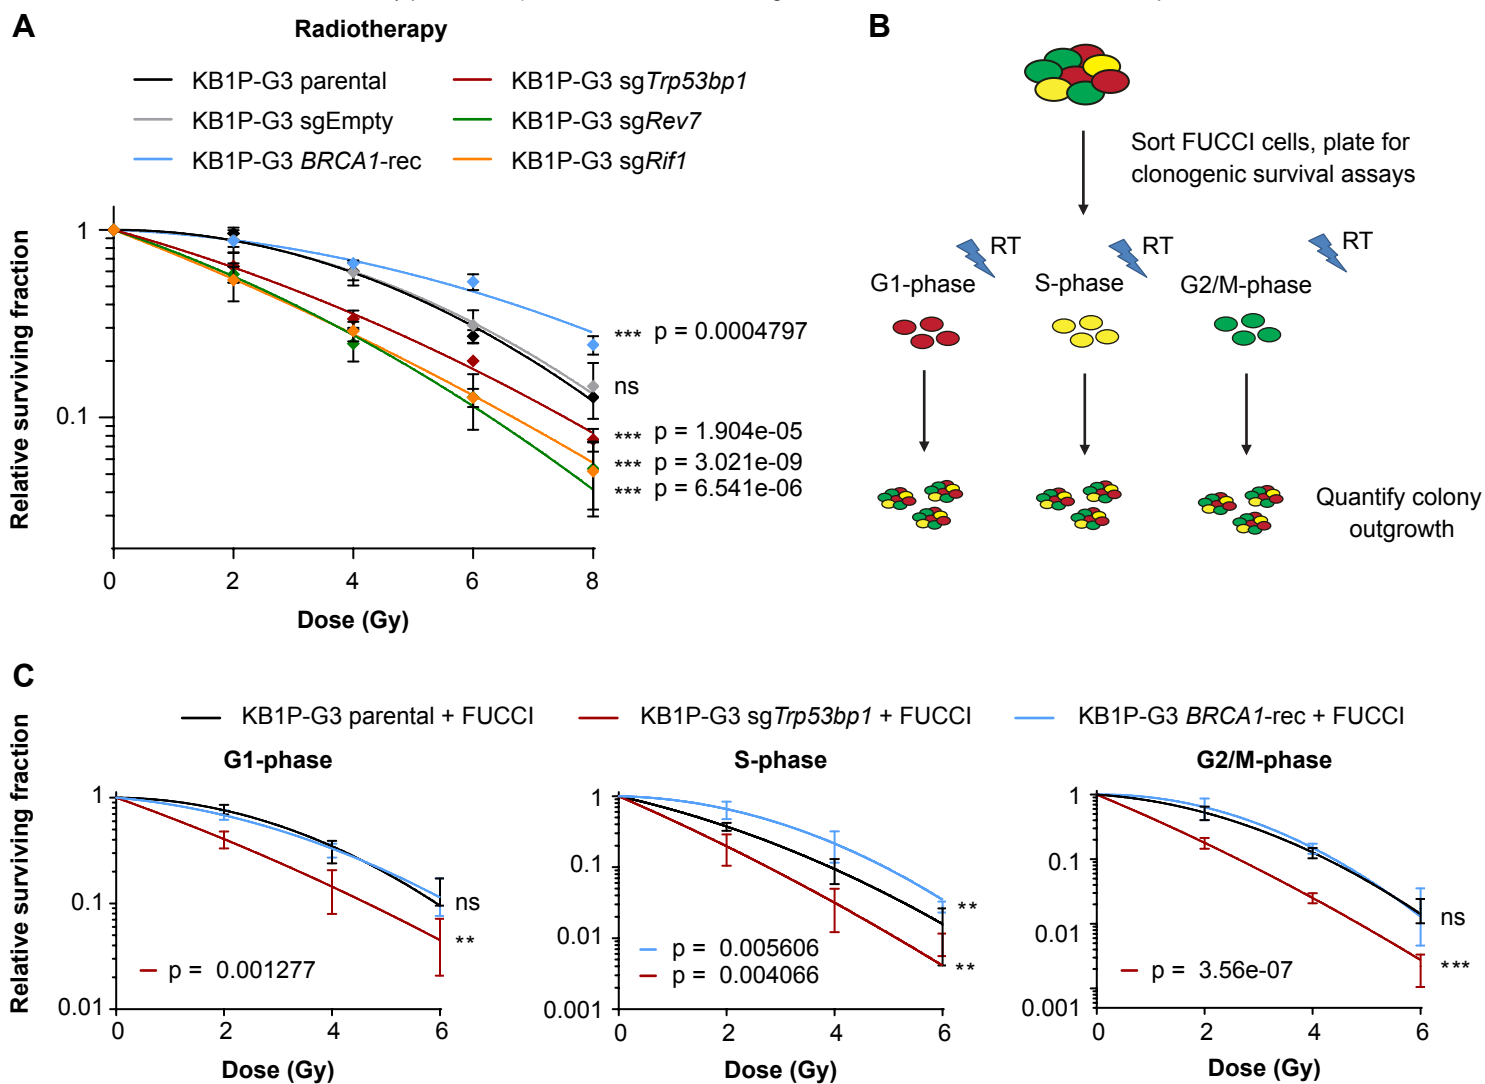 A
Radiotherapy
KB1P-G3 parental
KB1P-G3 sgTrp53bp1
KB1P-G3 sgEmpty
KB1P-G3 sgRev7
KB1P-G3 BRCA1-rec
KB1P-G3 sgRif1
Relative surviving fraction
1
0.1
*** p = 0.0004797
ns
*** p = 1.904e-05
*** p = 3.021e-09
*** p = 6.541e-06
0 2 4 6 8
Dose (Gy)
B
Sort FUCCI cells, plate for
clonogenic survival assays
RT RT RT
G1-phase S-phase G2/M-phase
Quantify colony
outgrowth
C
KB1P-G3 parental + FUCCI
KB1P-G3 sgTrp53bp1 + FUCCI
KB1P-G3 BRCA1-rec + FUCCI
Relative surviving fraction
G1-phase
1
0.1
0.01
ns
**
p = 0.001277
0 2 4 6
Dose (Gy)
S-phase
1
0.1
0.01
0.001
**
**
p = 0.005606
p = 0.004066
0 2 4 6
Dose (Gy)
G2/M-phase
1
0.1
0.01
0.001
ns
***
p = 3.56e-07
0 2 4 6
Dose (Gy)